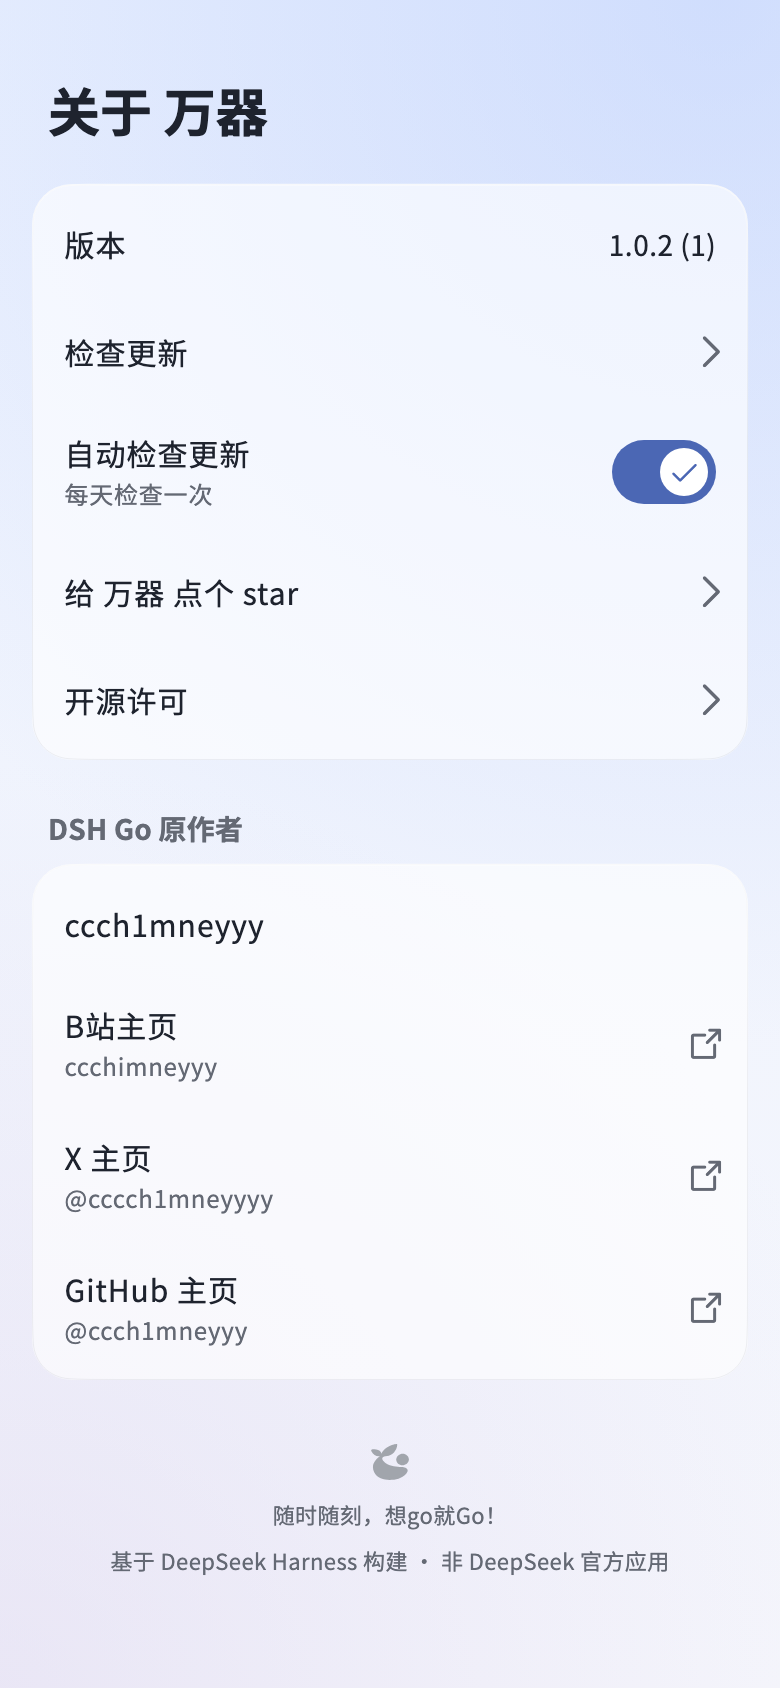 关于 万器
版本 1.0.2 (1)
检查更新
自动检查更新
每天检查一次
给 万器 点个 star
开源许可
DSH Go 原作者
ccch1mneyyy
B站主页
ccchimneyyy
X 主页
@cccch1mneyyyy
GitHub 主页
@ccch1mneyyy
随时随刻，想go就Go！
基于 DeepSeek Harness 构建 · 非 DeepSeek 官方应用